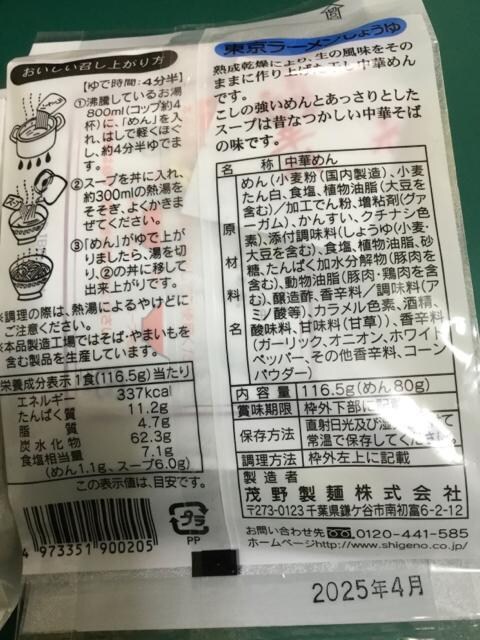 おいしい召し上がり方
【ゆで時間:4分半】
①沸騰しているお湯
800ml(コップ約4
杯)に、「めん」を入
れ、はしで軽くほぐ
し、約4分半ゆでま
す。
②スープを丼に入れ、
約300mlの熱湯を
そそぎ、よくかきま
ぜてください。
③「めん」がゆで上が
りましたら、湯を切
り、②の丼に移して
出来上がりです。
※調理の際は、熱湯によるやけどに
ご注意ください。
※本品製造工場ではそば・やまいもを
含む製品を生産しています。
栄養成分表示1食(116.5g)当たり
エネルギー 337kcal
たんぱく質 11.2g
脂質 4.7g
炭水化物 62.3g
食塩相当量 7.1g
(めん1.1g、スープ6.0g)
この表示値は、目安です。
4 973351 900205
プラ
PP
東京ラーメンしょうゆ
熟成乾燥により、生の風味をその
ままに作り上げた干し中華めん
です。
こしの強いめんとあっさりとした
スープは昔なつかしい中華そば
の味です。
名称 中華めん
原材料名
めん(小麦粉(国内製造)、小麦
たん白、食塩、植物油脂(大豆を
含む)/加工でん粉、増粘剤(グァ
ーガム)、かんすい、クチナシ色
素)、添付調味料(しょうゆ(小麦・
大豆を含む)、食塩、植物油脂、砂
糖、たんぱく加水分解物(豚肉を
含む)、動物油脂(豚肉・鶏肉を含
む)、醸造酢、香辛料/調味料(ア
ミノ酸等)、カラメル色素、酒精、
酸味料、甘味料(甘草))、香辛料
(ガーリック、オニオン、ホワイト
ペッパー、その他香辛料、コーン
パウダー)
内容量 116.5g(めん80g)
賞味期限 枠外下部に記載
保存方法 直射日光及び湿気を避けて
常温で保存してください。
調理方法 枠外左上に記載
製造者
茂野製麺株式会社
〒273-0123 千葉県鎌ケ谷市南初富6-2-12
お問い合わせ先 0120-441-585
ホームページhttp://www.shigeno.co.jp/
2025年4月